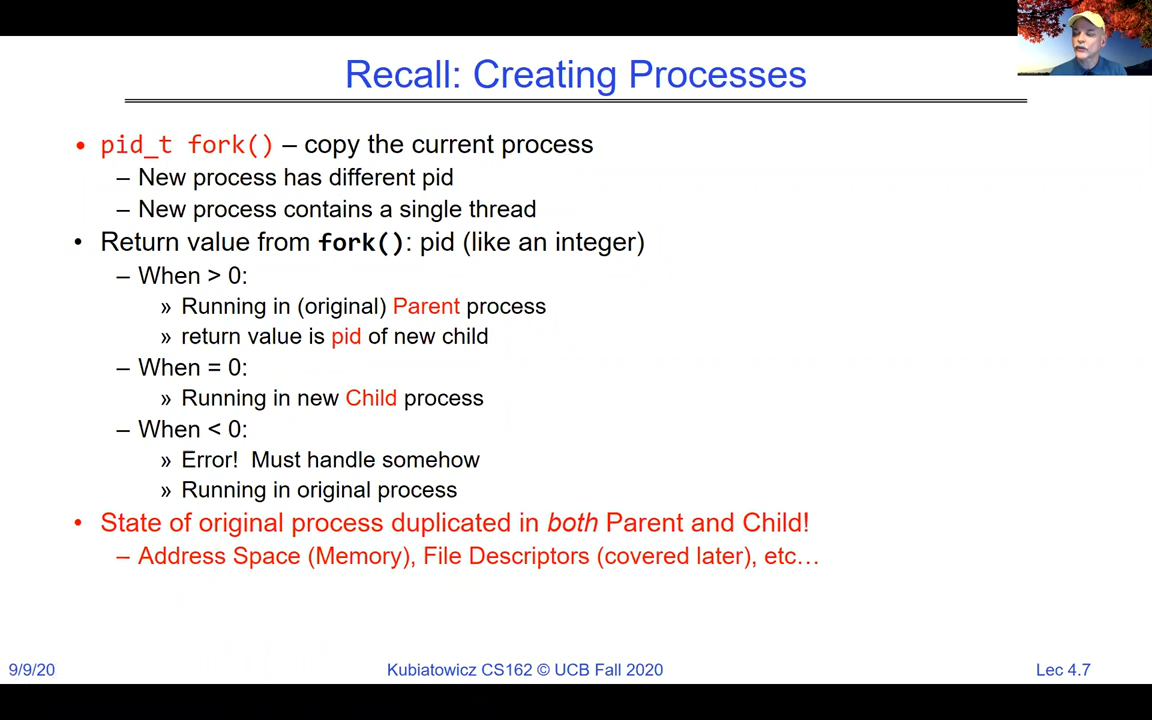 Recall: Creating Processes
• pid_t fork() – copy the current process
– New process has different pid
– New process contains a single thread
• Return value from fork(): pid (like an integer)
– When > 0:
» Running in (original) Parent process
» return value is pid of new child
– When = 0:
» Running in new Child process
– When < 0:
» Error! Must handle somehow
» Running in original process
• State of original process duplicated in both Parent and Child!
– Address Space (Memory), File Descriptors (covered later), etc…
9/9/20 Kubiatowicz CS162 © UCB Fall 2020 Lec 4.7